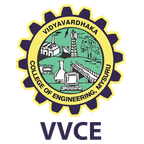 VIDYAVARDHAKA
COLLEGE OF ENGINEERING, MYSURU
VVCE